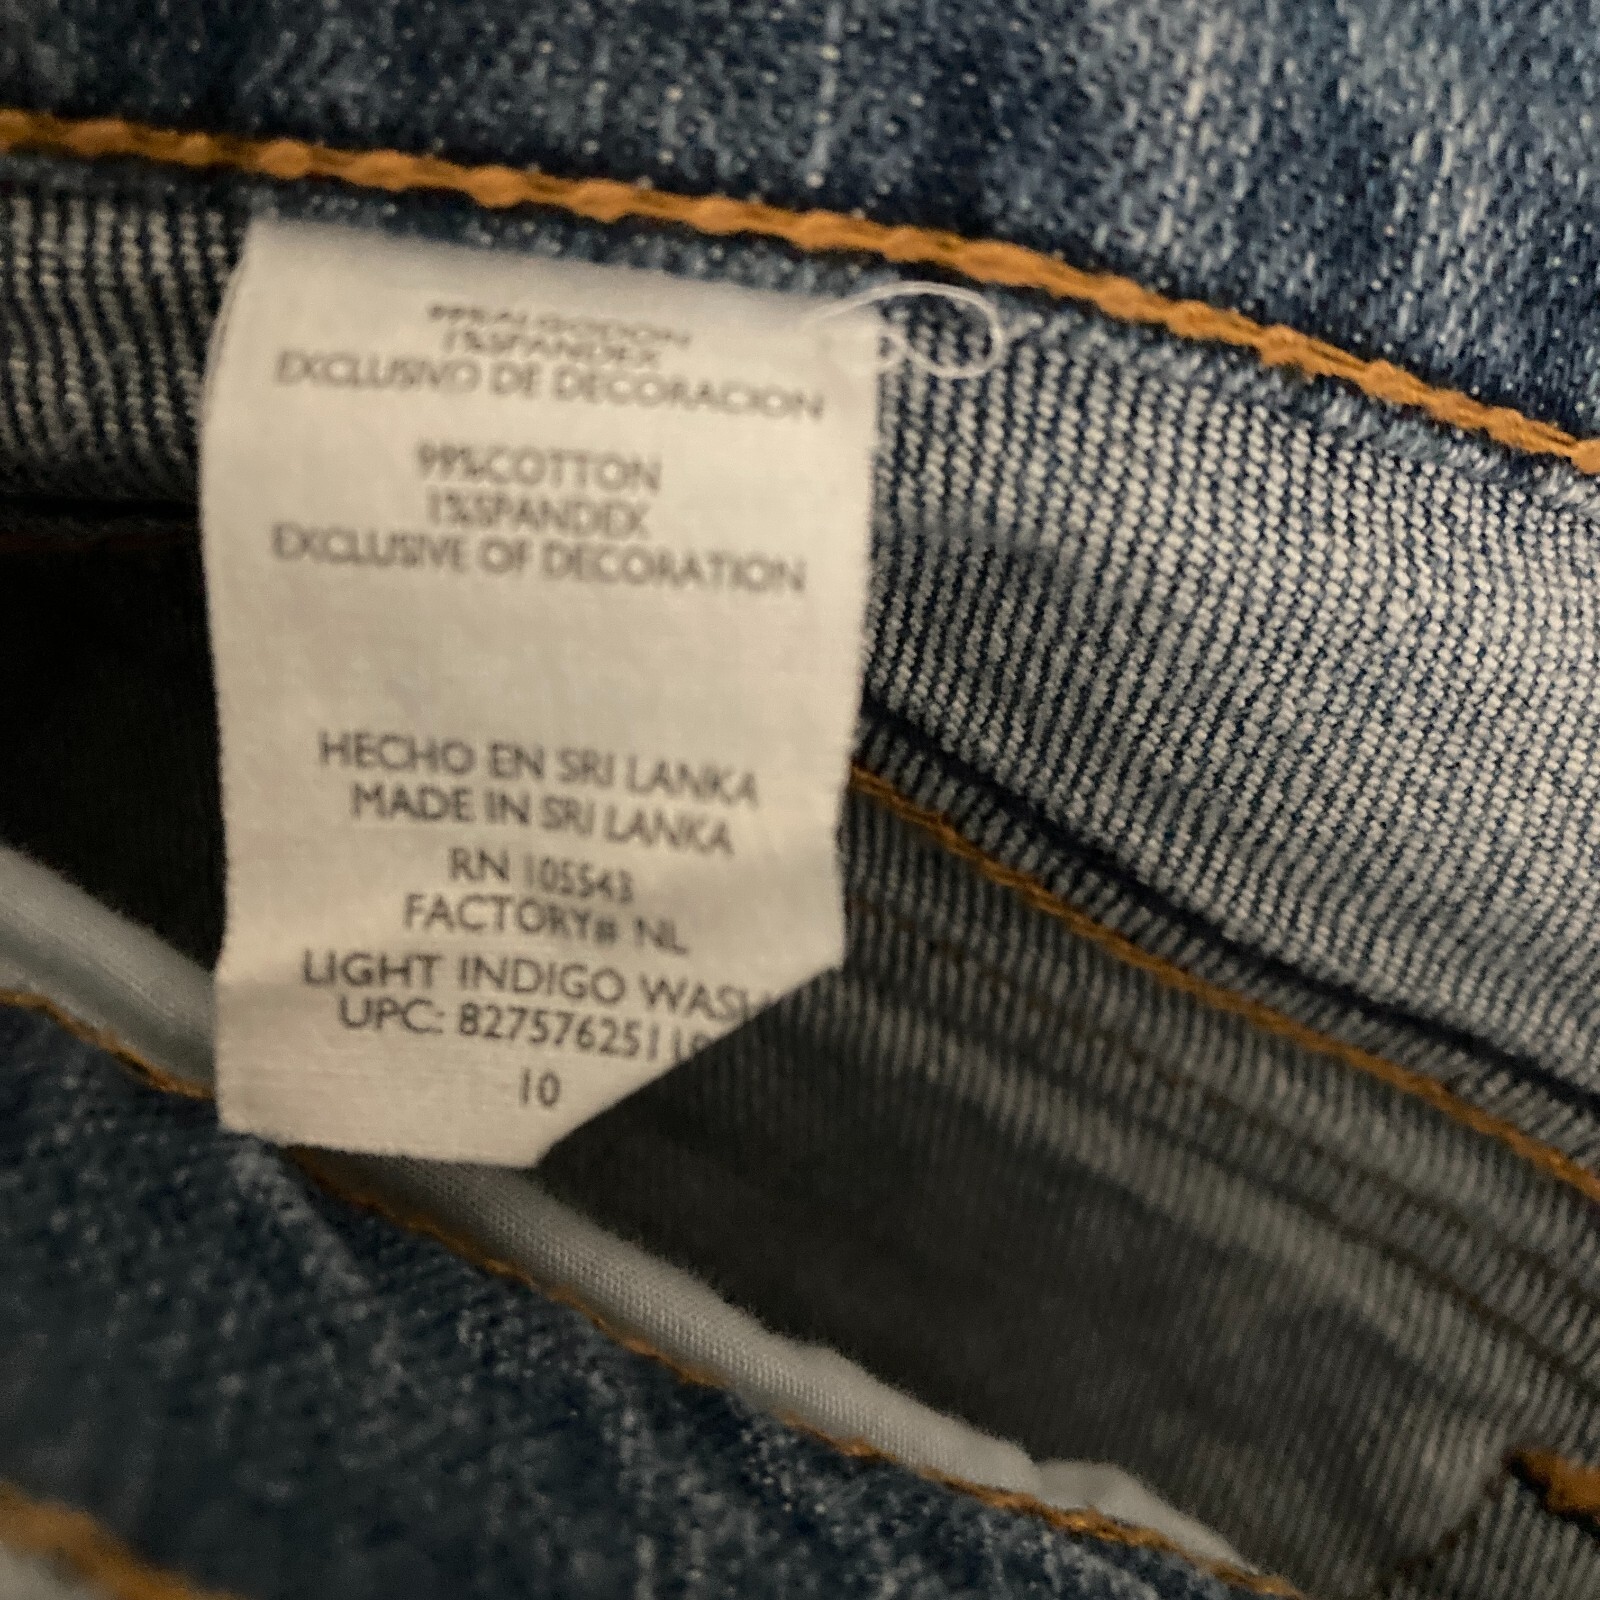 99%ALGODON
1%SPANDEX
EXCLUSIVO DE DECORACION
99%COTTON
1%SPANDEX
EXCLUSIVE OF DECORATION
HECHO EN SRI LANKA
MADE IN SRI LANKA
RN 105543
FACTORY# NL
LIGHT INDIGO WASH
UPC:
10